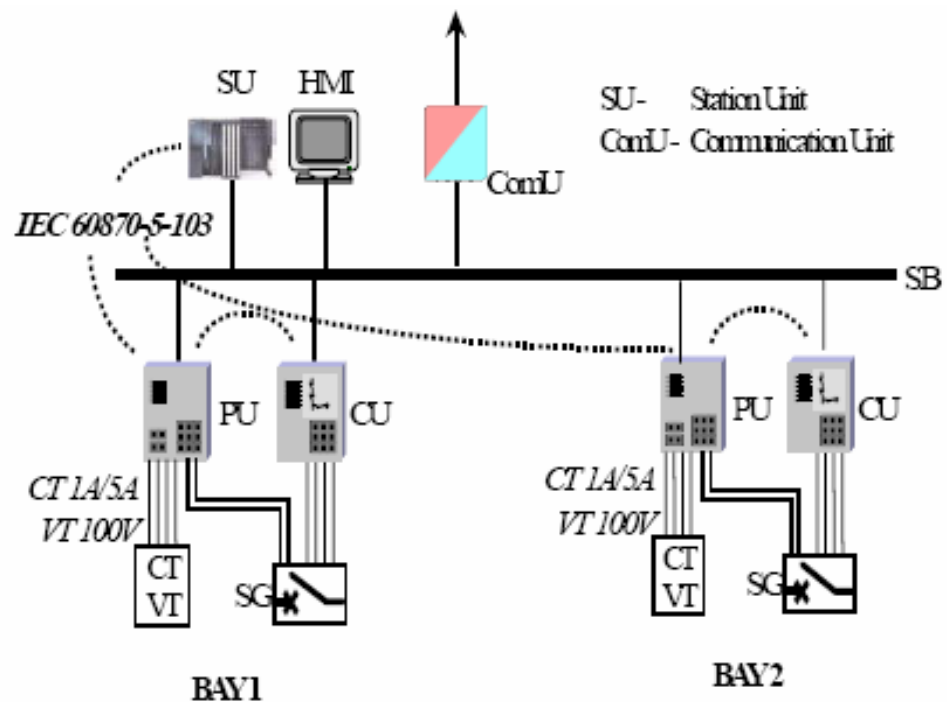 SU HMI
SU- Station Unit
ComU- Communication Unit
ComU
IEC 60870-5-103
SB
PU CU PU CU
CT 1A/5A CT 1A/5A
VT 100V VT 100V
CT CT
VT VT
SG SG
BAY1 BAY2